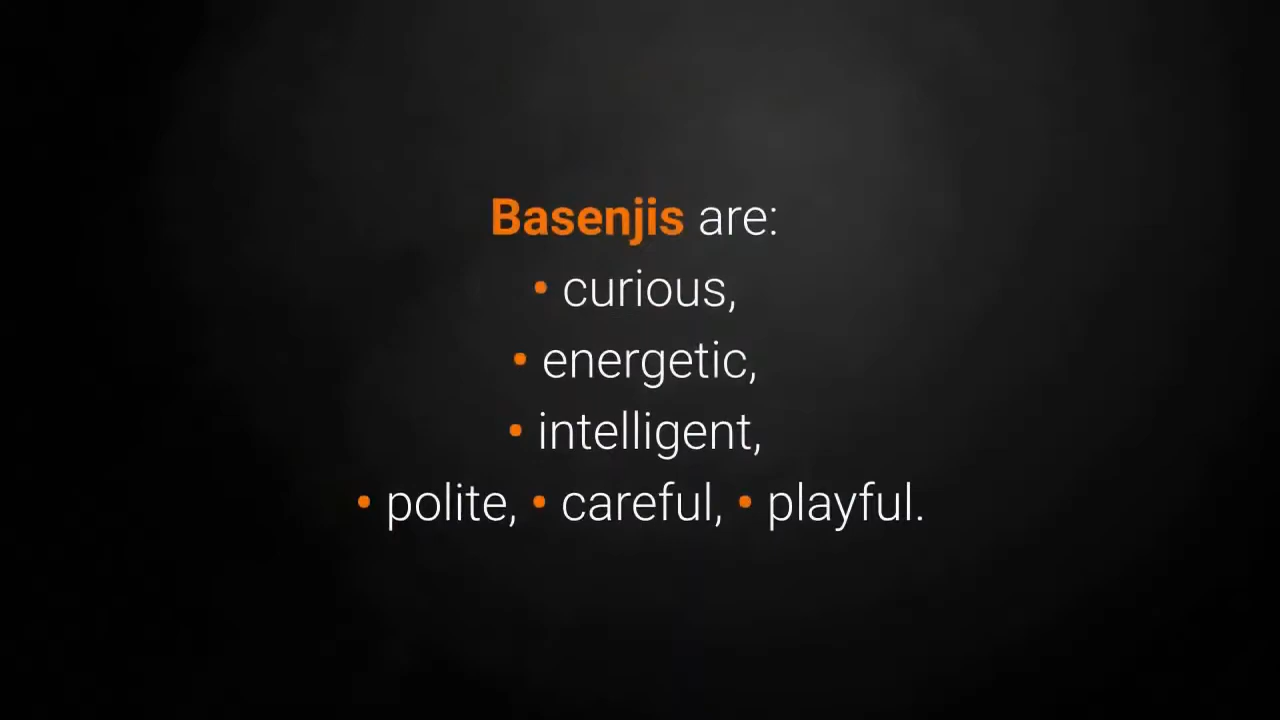 Basenjis are:
• curious,
• energetic,
• intelligent,
• polite, • careful, • playful.